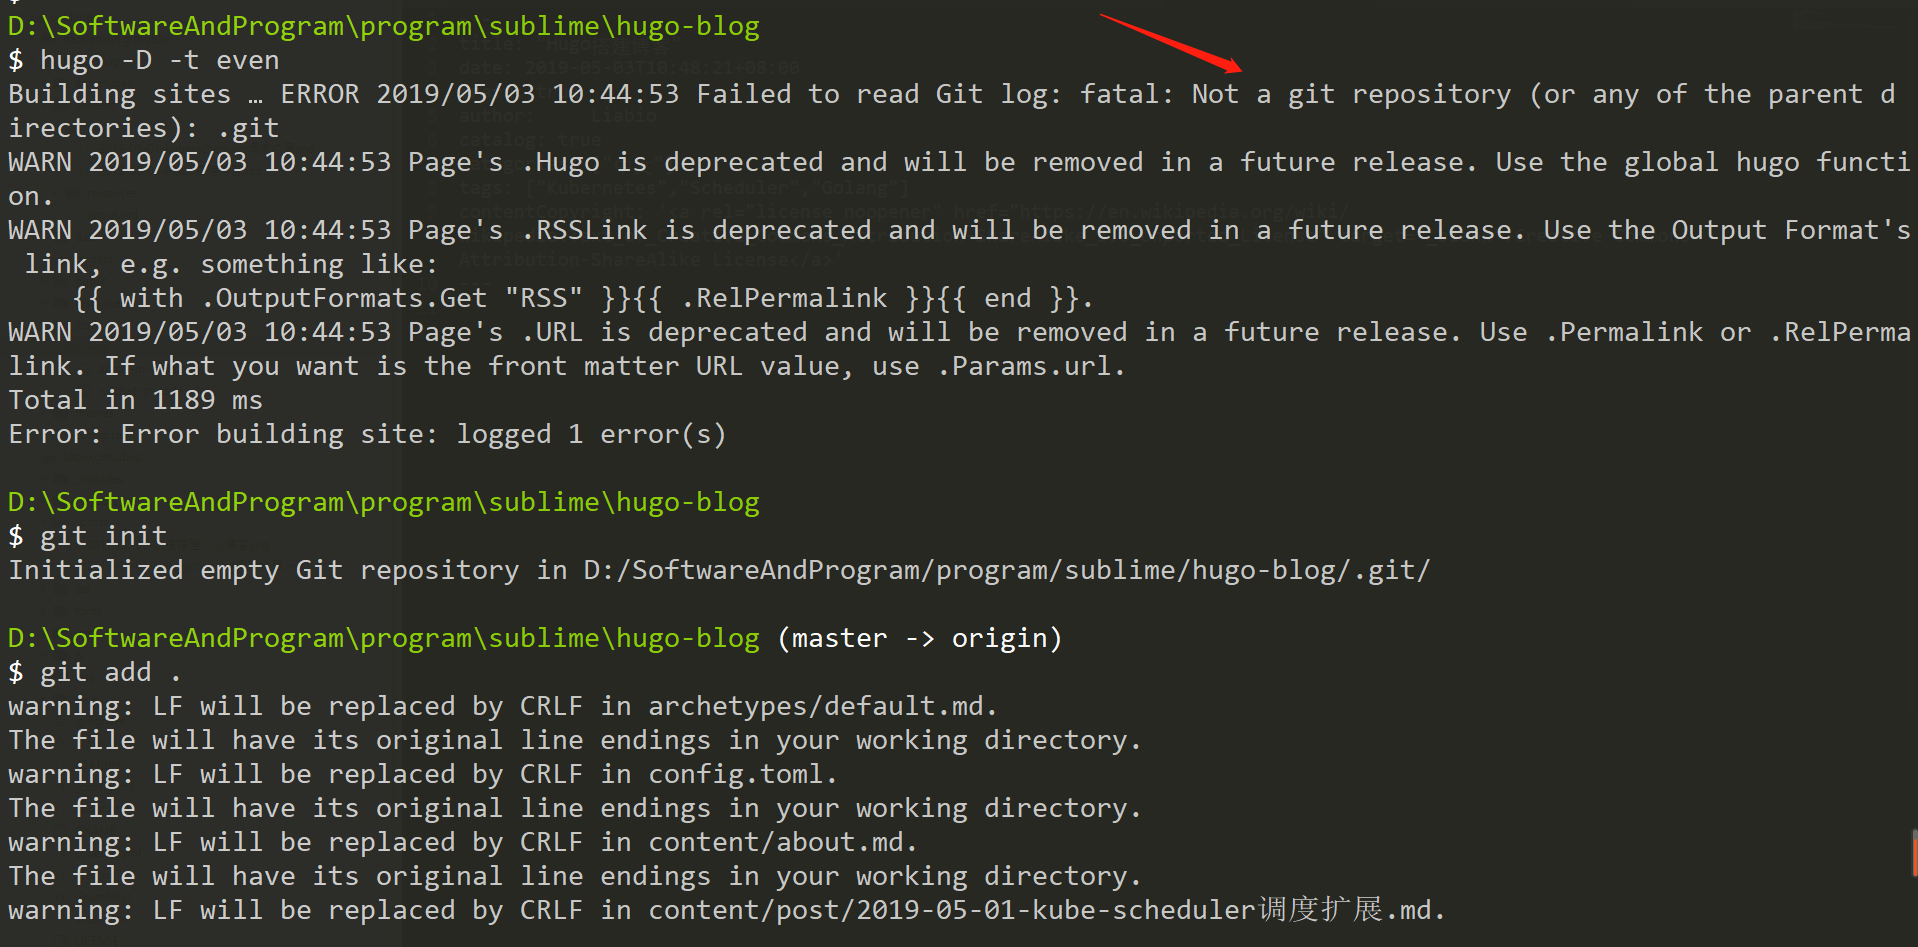 D:\SoftwareAndProgram\program\sublime\hugo-blog
$ hugo -D -t even
Building sites … ERROR 2019/05/03 10:44:53 Failed to read Git log: fatal: Not a git repository (or any of the parent d
irectories): .git
WARN 2019/05/03 10:44:53 Page's .Hugo is deprecated and will be removed in a future release. Use the global hugo functi
on.
WARN 2019/05/03 10:44:53 Page's .RSSLink is deprecated and will be removed in a future release. Use the Output Format's
 link, e.g. something like:
    {{ with .OutputFormats.Get "RSS" }}{{ .RelPermalink }}{{ end }}.
WARN 2019/05/03 10:44:53 Page's .URL is deprecated and will be removed in a future release. Use .Permalink or .RelPerma
link. If what you want is the front matter URL value, use .Params.url.
Total in 1189 ms
Error: Error building site: logged 1 error(s)
D:\SoftwareAndProgram\program\sublime\hugo-blog
$ git init
Initialized empty Git repository in D:/SoftwareAndProgram/program/sublime/hugo-blog/.git/
D:\SoftwareAndProgram\program\sublime\hugo-blog (master -> origin)
$ git add .
warning: LF will be replaced by CRLF in archetypes/default.md.
The file will have its original line endings in your working directory.
warning: LF will be replaced by CRLF in config.toml.
The file will have its original line endings in your working directory.
warning: LF will be replaced by CRLF in content/about.md.
The file will have its original line endings in your working directory.
warning: LF will be replaced by CRLF in content/post/2019-05-01-kube-scheduler调度扩展.md.